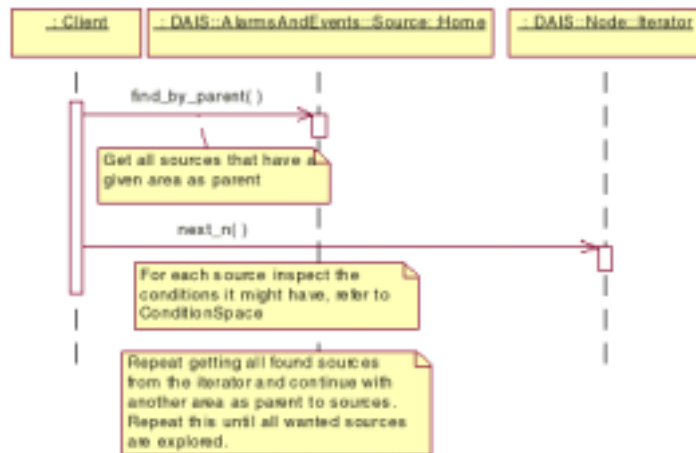 : Client
: DAIS::AlarmsAndEvents::Source::Home
: DAIS::Node::Iterator
find_by_parent( )
Get all sources that have a
given area as parent
next_n( )
For each source inspect the
conditions it might have, refer to
ConditionSpace
Repeat getting all found sources
from the iterator and continue with
another area as parent to sources.
Repeat this until all wanted sources
are explored.